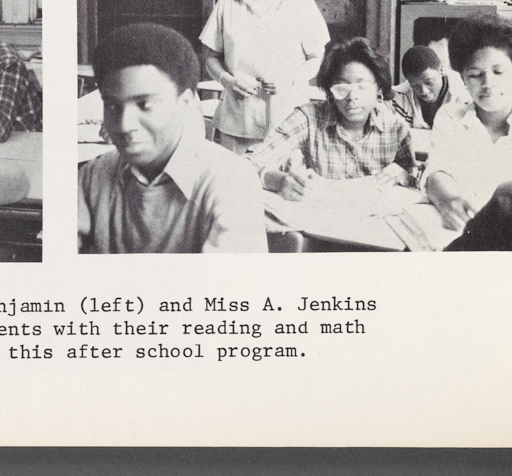 njamin (left) and Miss A. Jenkins
ents with their reading and math
this after school program.